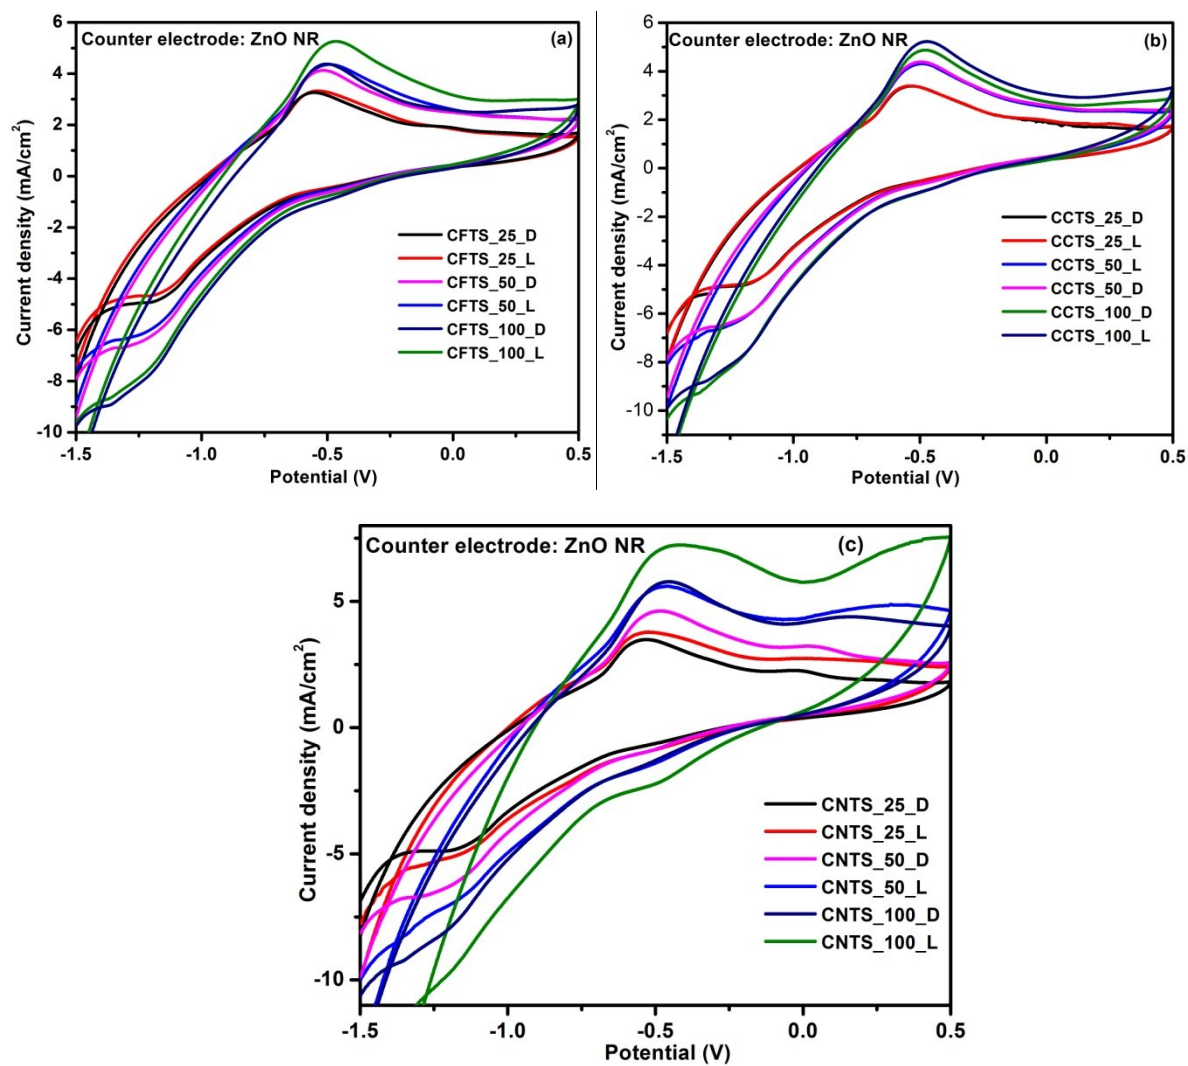 Counter electrode: ZnO NR (a)
Current density (mA/cm²)
6
4
2
0
-2
-4
-6
-8
-10
CFTS_25_D
CFTS_25_L
CFTS_50_D
CFTS_50_L
CFTS_100_D
CFTS_100_L
-1.5 -1.0 -0.5 0.0 0.5
Potential (V)
Counter electrode: ZnO NR (b)
Current density (mA/cm²)
6
4
2
0
-2
-4
-6
-8
-10
CCTS_25_D
CCTS_25_L
CCTS_50_L
CCTS_50_D
CCTS_100_D
CCTS_100_L
-1.5 -1.0 -0.5 0.0 0.5
Potential (V)
Counter electrode: ZnO NR (c)
Current density (mA/cm²)
5
0
-5
-10
CNTS_25_D
CNTS_25_L
CNTS_50_D
CNTS_50_L
CNTS_100_D
CNTS_100_L
-1.5 -1.0 -0.5 0.0 0.5
Potential (V)